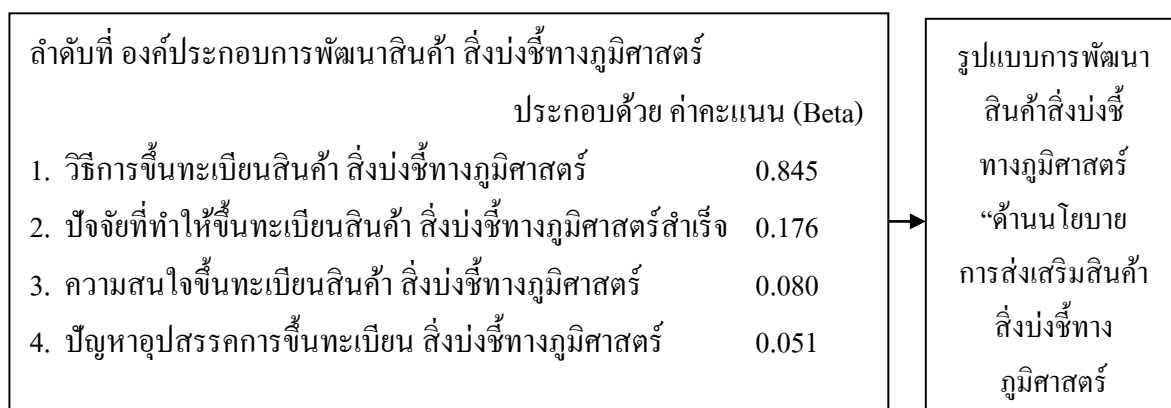 ลำดับที่ องค์ประกอบการพัฒนาสินค้า สิ่งบ่งชี้ทางภูมิศาสตร์
ประกอบด้วย ค่าคะแนน (Beta)
1. วิธีการขึ้นทะเบียนสินค้า สิ่งบ่งชี้ทางภูมิศาสตร์ 0.845
2. ปัจจัยที่ทำให้ขึ้นทะเบียนสินค้า สิ่งบ่งชี้ทางภูมิศาสตร์สำเร็จ 0.176
3. ความสนใจขึ้นทะเบียนสินค้า สิ่งบ่งชี้ทางภูมิศาสตร์ 0.080
4. ปัญหาอุปสรรคการขึ้นทะเบียน สิ่งบ่งชี้ทางภูมิศาสตร์ 0.051
รูปแบบการพัฒนา
สินค้าสิ่งบ่งชี้
ทางภูมิศาสตร์
“ด้านนโยบาย
การส่งเสริมสินค้า
สิ่งบ่งชี้ทาง
ภูมิศาสตร์